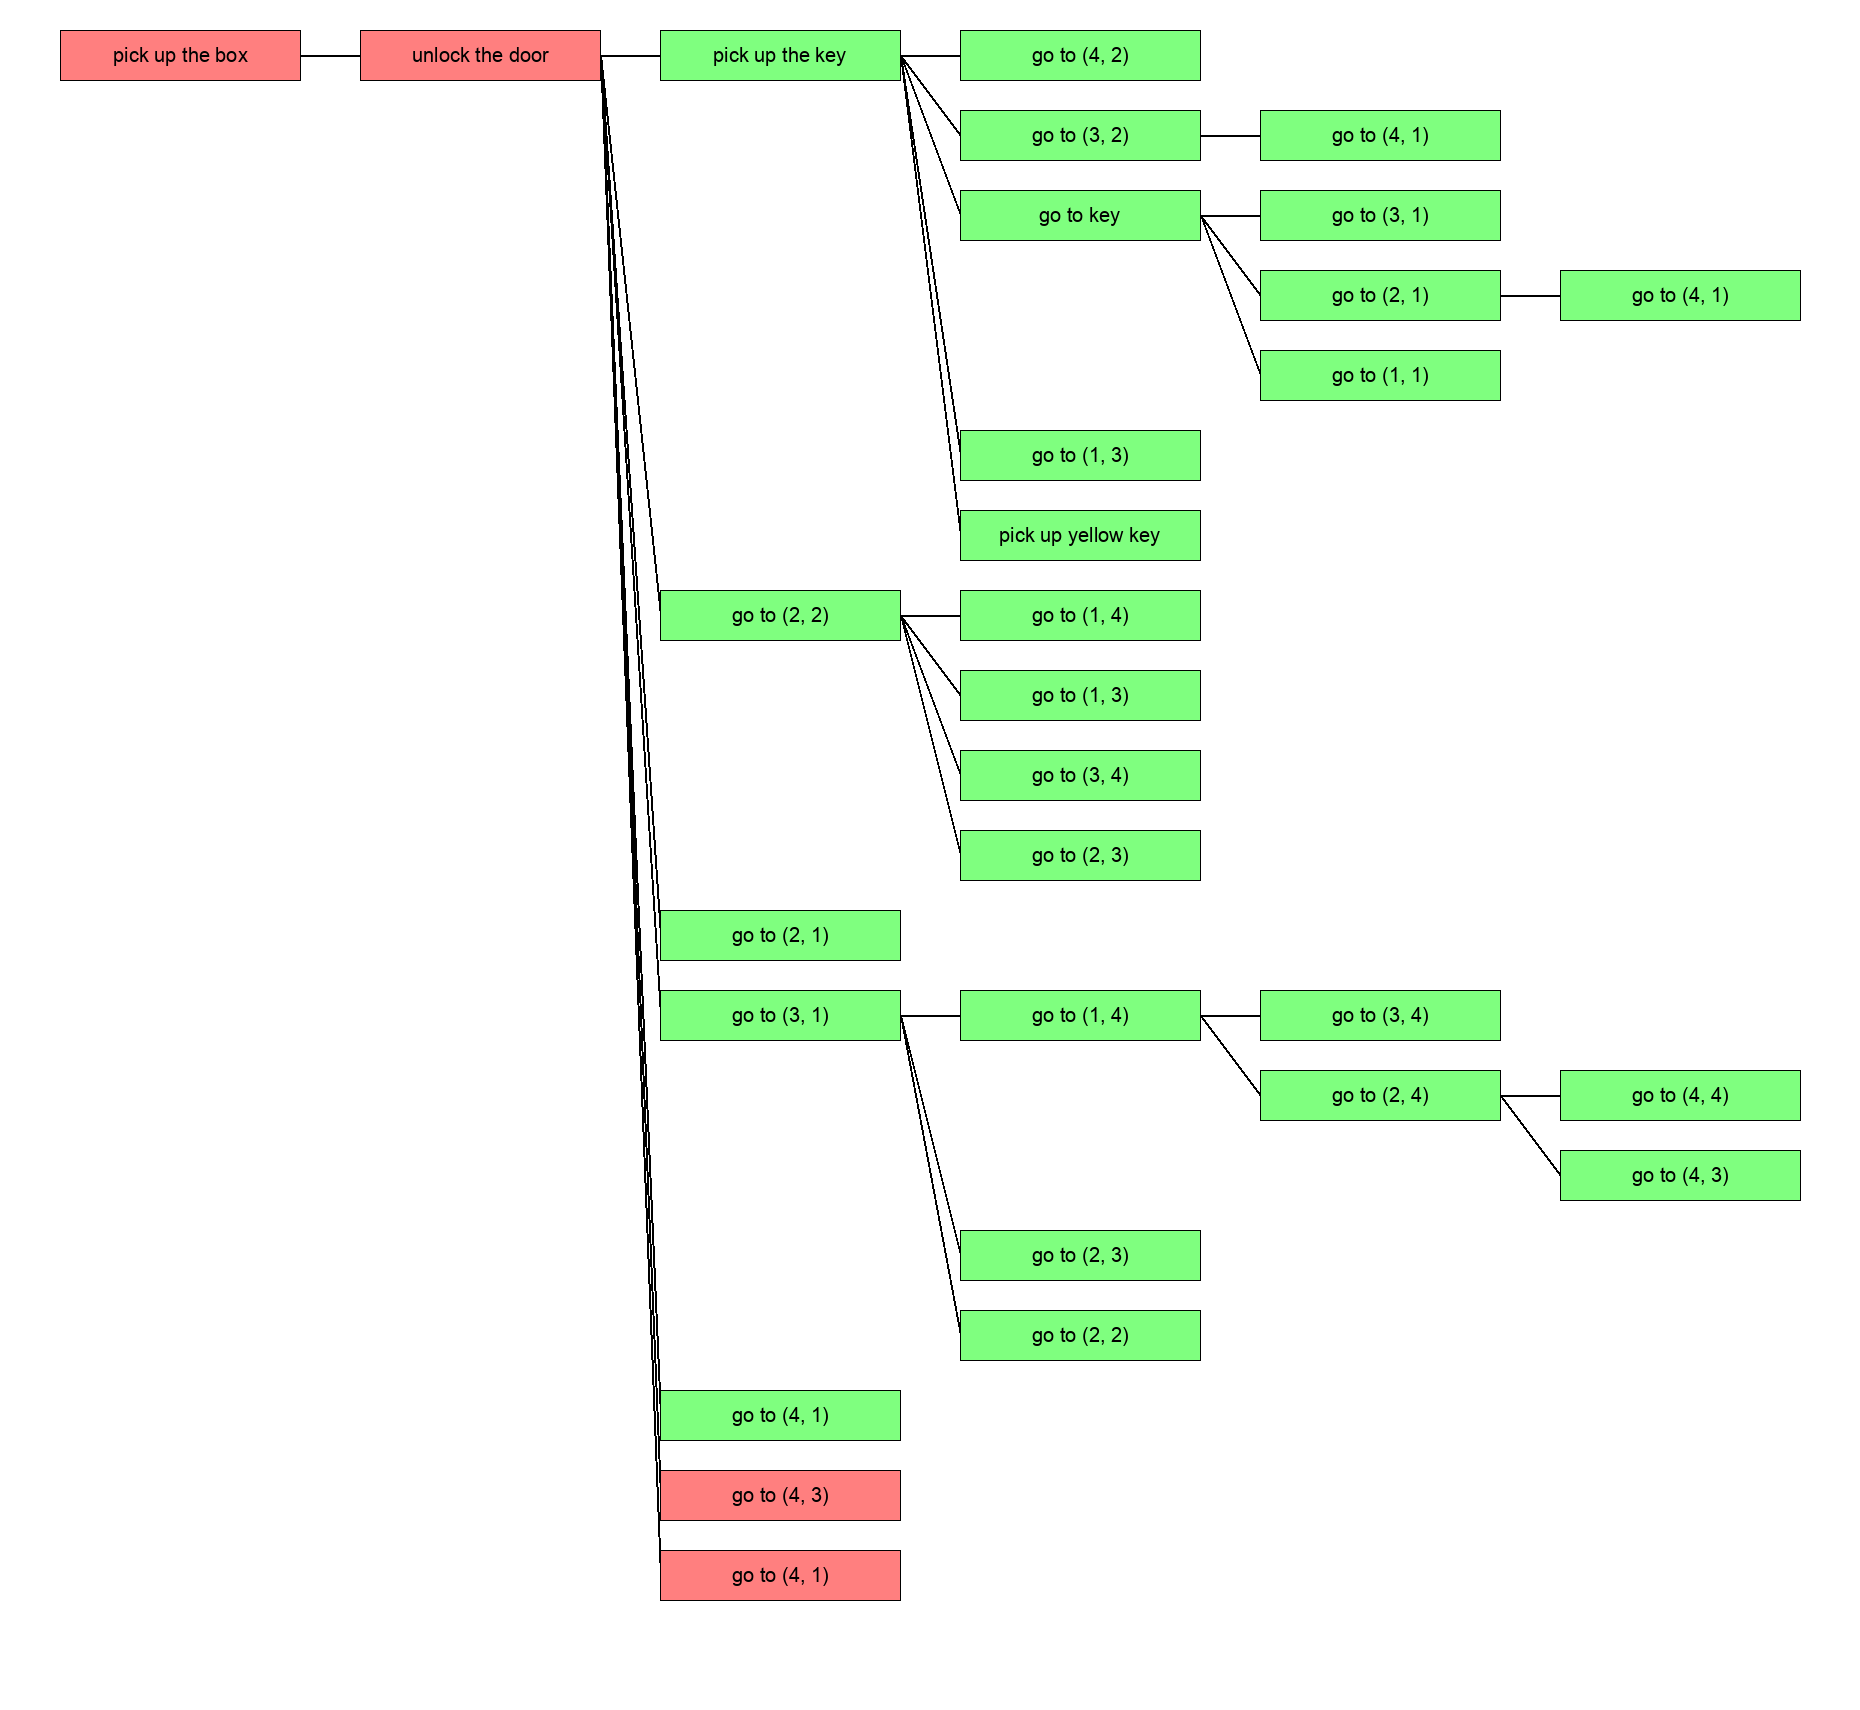 pick up the box
unlock the door
pick up the key
go to (4, 2)
go to (3, 2)
go to (4, 1)
go to key
go to (3, 1)
go to (2, 1)
go to (4, 1)
go to (1, 1)
go to (1, 3)
pick up yellow key
go to (2, 2)
go to (1, 4)
go to (1, 3)
go to (3, 4)
go to (2, 3)
go to (2, 1)
go to (3, 1)
go to (1, 4)
go to (3, 4)
go to (2, 4)
go to (4, 4)
go to (4, 3)
go to (2, 3)
go to (2, 2)
go to (4, 1)
go to (4, 3)
go to (4, 1)